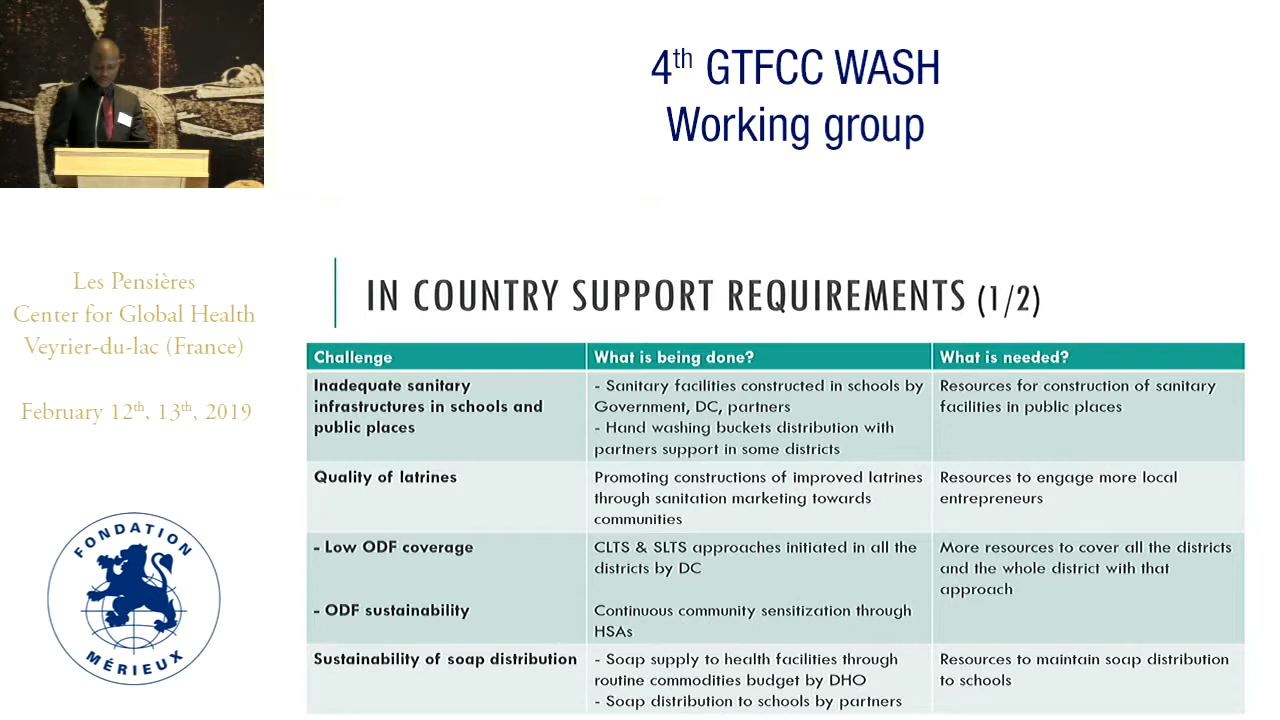 4th GTFCC WASH
Working group
Les Pensières
Center for Global Health
Veyrier-du-lac (France)
February 12th, 13th, 2019
FONDATION
MÉRIEUX
IN COUNTRY SUPPORT REQUIREMENTS (1/2)
Challenge
What is being done?
What is needed?
Inadequate sanitary
infrastructures in schools and
public places
- Sanitary facilities constructed in schools by
Government, DC, partners
- Hand washing buckets distribution with
partners support in some districts
Resources for construction of sanitary
facilities in public places
Quality of latrines
Promoting constructions of improved latrines
through sanitation marketing towards
communities
Resources to engage more local
entrepreneurs
- Low ODF coverage
CLTS & SLTS approaches initiated in all the
districts by DC
More resources to cover all the districts
and the whole district with that
approach
- ODF sustainability
Continuous community sensitization through
HSAs
Sustainability of soap distribution
- Soap supply to health facilities through
routine commodities budget by DHO
- Soap distribution to schools by partners
Resources to maintain soap distribution
to schools